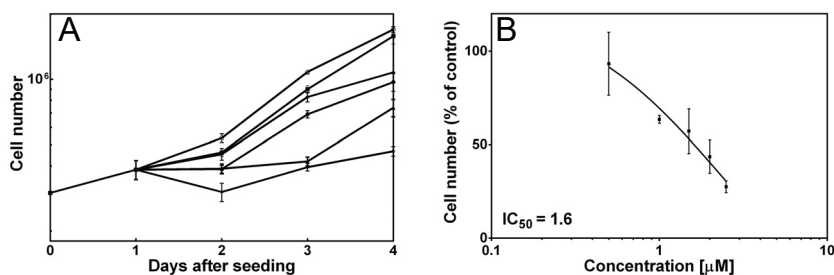 A
Cell number
10⁶
0 1 2 3 4
Days after seeding
B
Cell number (% of control)
100
50
0
IC₅₀ = 1.6
0.1 1 10
Concentration [µM]